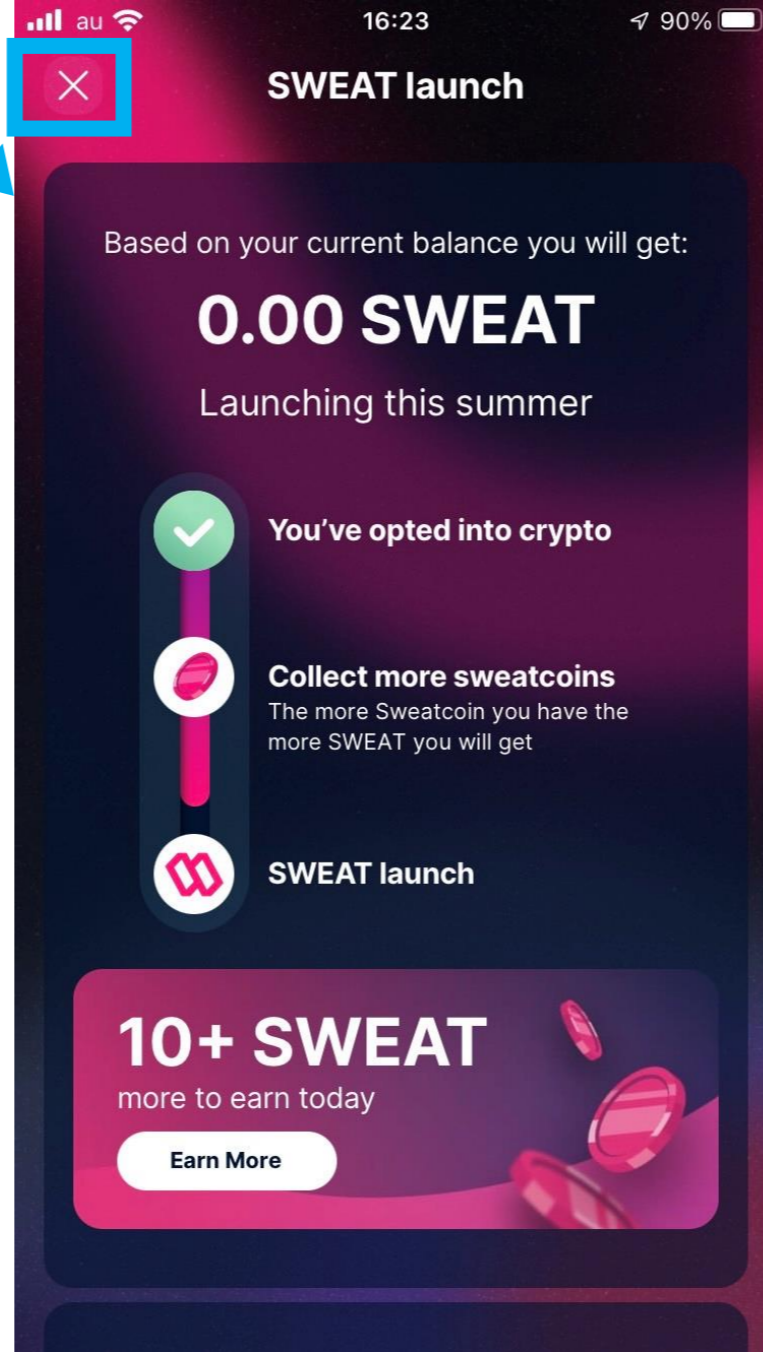 au 16:23 90%
SWEAT launch
Based on your current balance you will get:
0.00 SWEAT
Launching this summer
You’ve opted into crypto
Collect more sweatcoins
The more Sweatcoin you have the
more SWEAT you will get
SWEAT launch
10+ SWEAT
more to earn today
Earn More